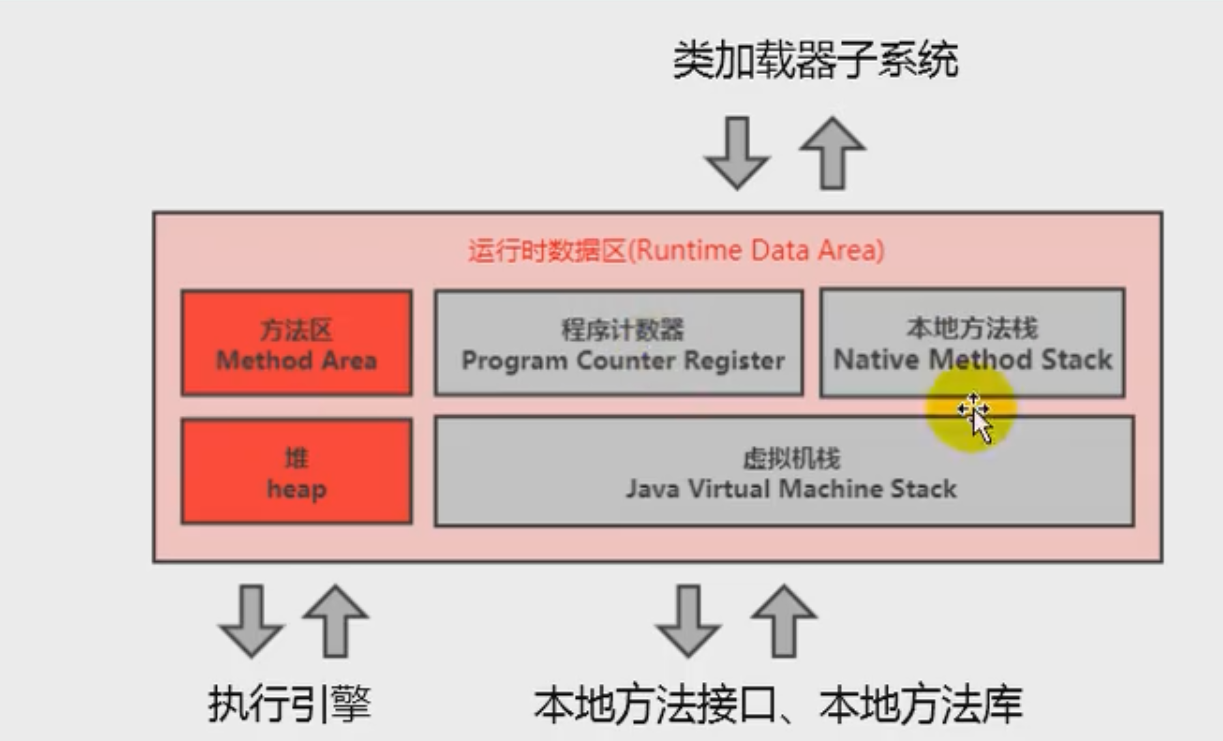 类加载器子系统
运行时数据区(Runtime Data Area)
方法区
Method Area
程序计数器
Program Counter Register
本地方法栈
Native Method Stack
堆
heap
虚拟机栈
Java Virtual Machine Stack
执行引擎
本地方法接口、本地方法库